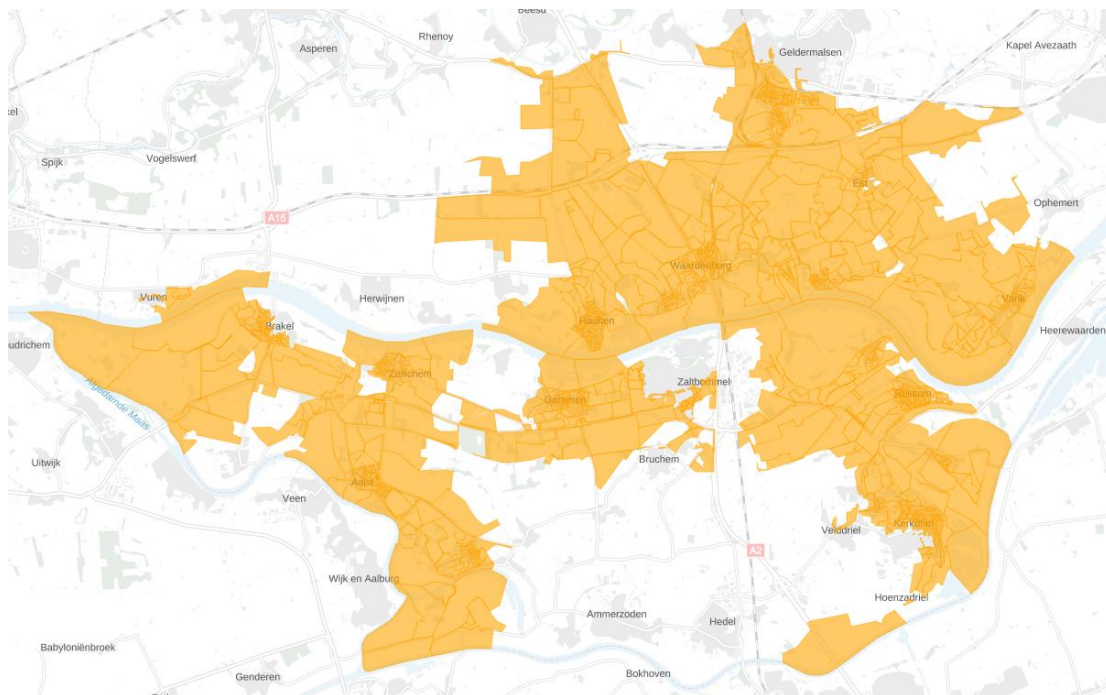 Beesd
Rhenoy
Asperen
Geldermalsen
Kapel Avezaath
Vogelswerf
Spijk
Est
Ophemert
A15
Waardenburg
Vuren
Herwijnen
Varik
Brakel
Haaften
Heerewaarden
oudrichem
Zuilichem
Zaltbommel
Afgedamde Maas
Gameren
Rossum
Bruchem
Uitwijk
Aalst
Veen
Kerkdriel
Velddriel
A2
Wijk en Aalburg
Hoenzadriel
Ammerzoden
Hedel
Babyloniënbroek
Genderen
Bokhoven